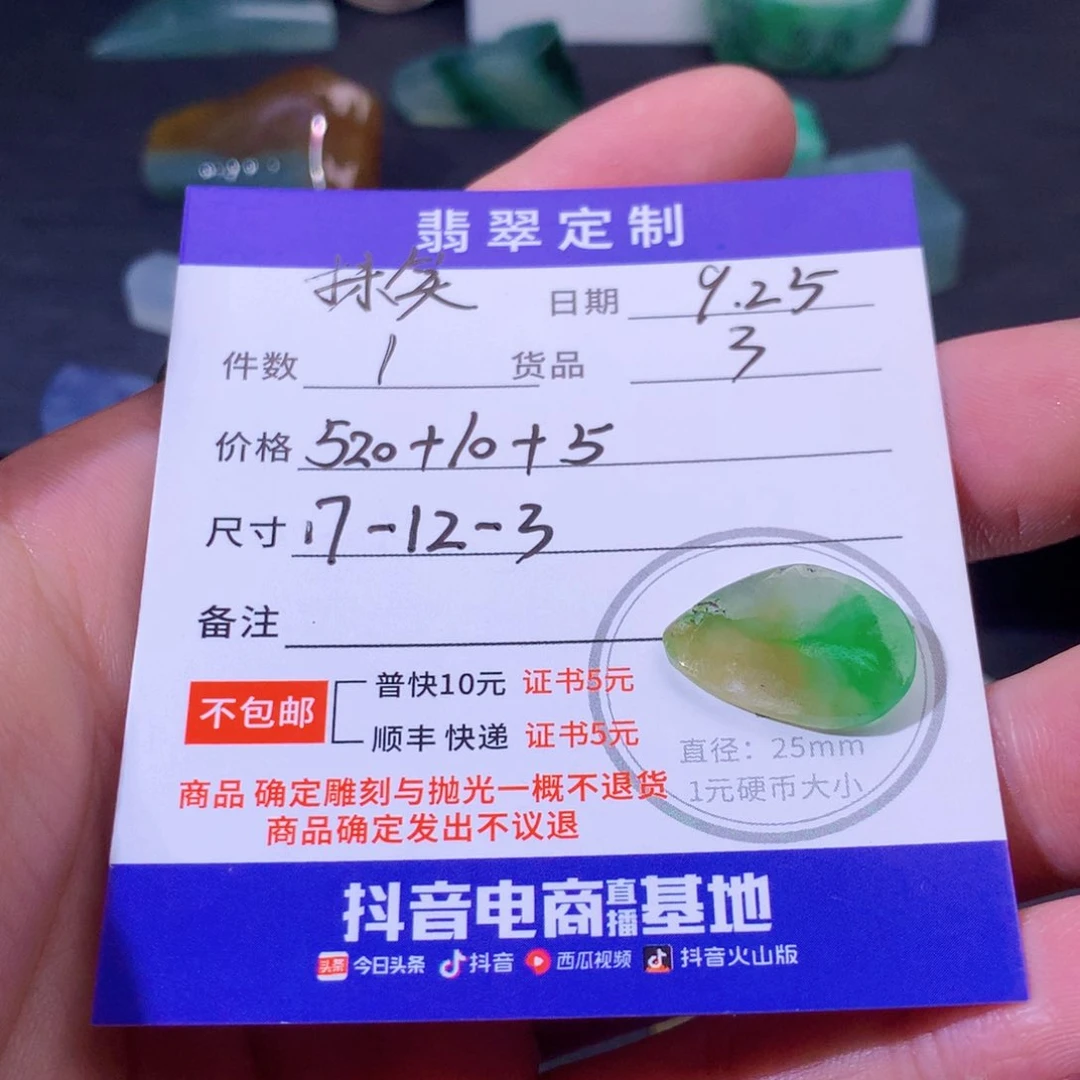 翡翠定制
日期 9.25
件数 1 货品 3
价格 520+10+5
尺寸 17-12-3
备注
不包邮
普快10元 证书5元
顺丰快递 证书5元
直径：25mm
1元硬币大小
商品 确定雕刻与抛光一概不退货
商品确定发出不议退
抖音电商直播基地
头条 今日头条 抖音 西瓜视频 抖音火山版